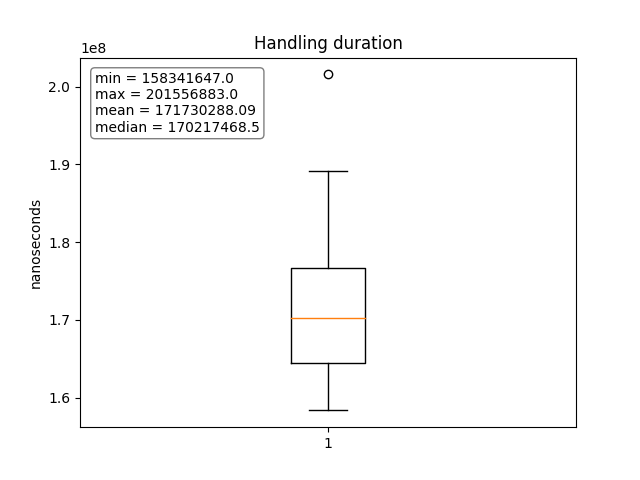 Handling duration
1e8
min = 158341647.0
max = 201556883.0
mean = 171730288.09
median = 170217468.5
2.0
1.9
1.8
1.7
1.6
nanoseconds
1